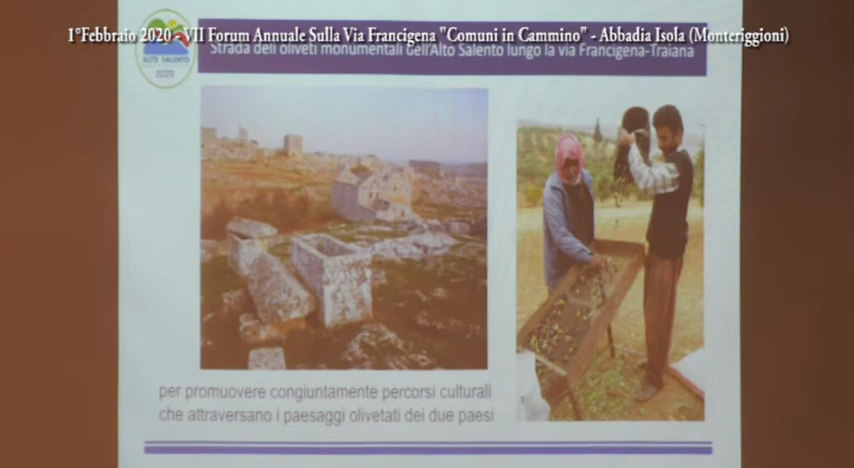 1°Febbraio 2020 - VII Forum Annuale Sulla Via Francigena "Comuni in Cammino" - Abbadia Isola (Monteriggioni)
Strada deli oliveti monumentali dell'Alto Salento lungo la via Francigena-Traiana
ALTO SALENTO
2020
per promuovere congiuntamente percorsi culturali
che attraversano i paesaggi olivetati dei due paesi